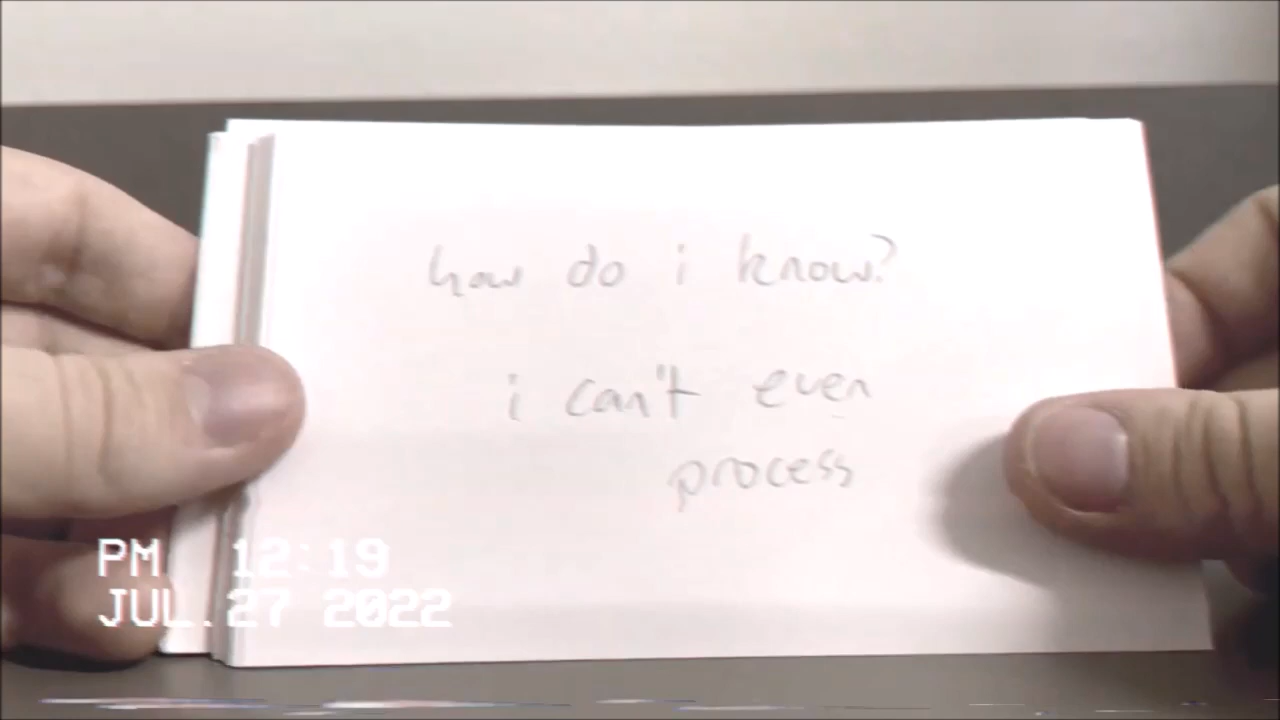 how do i know?
i can't even
process
PM 12:19
JUL.27 2022